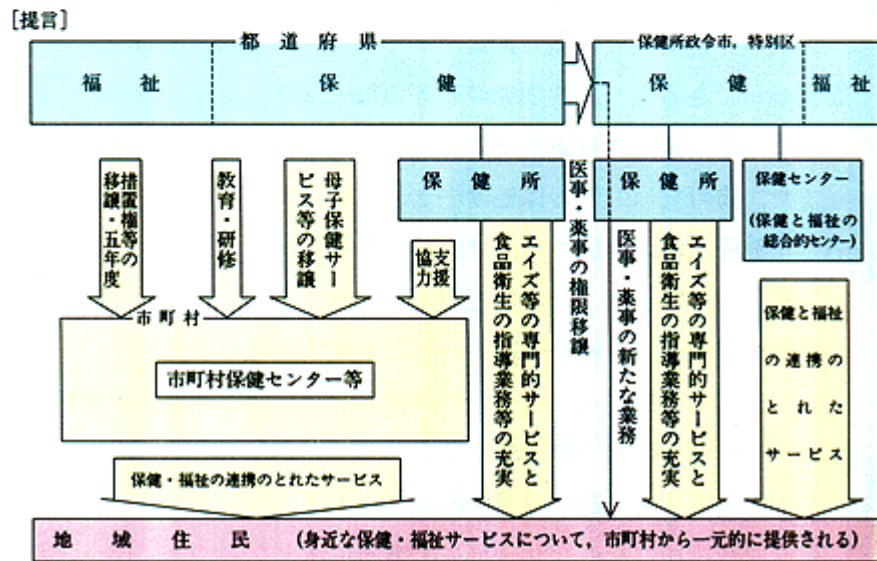 [提言]
都道府県
福祉
保健
保健所政令市，特別区
保健
福祉
措置権等の
移譲・五年度
教育・研修
母子保健サー
ビス等の移譲
保健所
支援
協力
エイズ等の専門的サービスと
食品衛生の指導業務等の充実
医事・薬事の権限移譲
医事・薬事の新たな業務
保健所
エイズ等の専門的サービスと
食品衛生の指導業務等の充実
保健センター
(保健と福祉の
総合的センター)
保健と福祉
の連携の
とれた
サービス
市町村
市町村保健センター等
保健・福祉の連携のとれたサービス
地域住民 (身近な保健・福祉サービスについて，市町村から一元的に提供される)